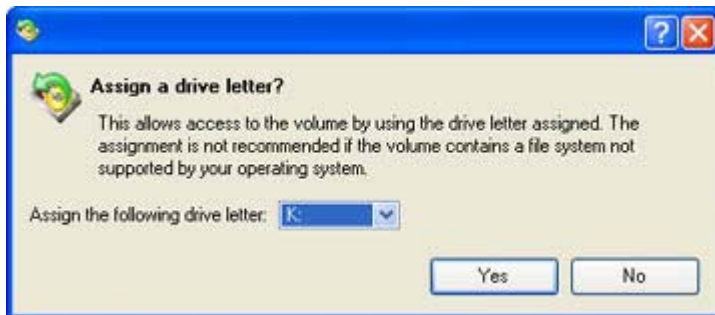 Assign a drive letter?
This allows access to the volume by using the drive letter assigned. The
assignment is not recommended if the volume contains a file system not
supported by your operating system.
Assign the following drive letter: K:
Yes No